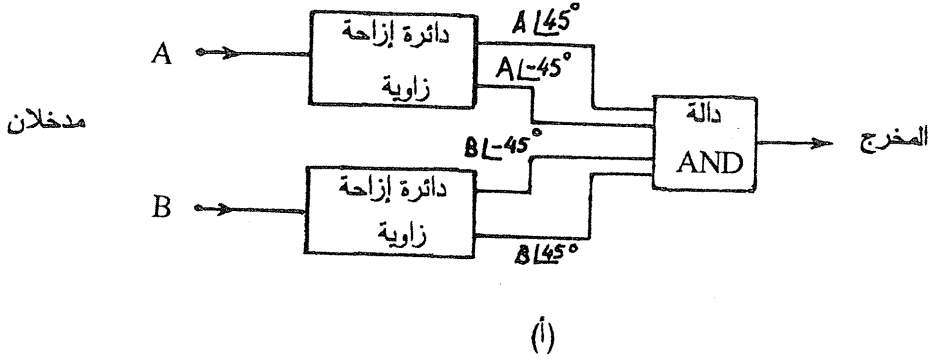 A
دائرة إزاحة
زاوية
A∠45°
A∠-45°
مدخلان
دالة
AND
المخرج
B∠-45°
B
دائرة إزاحة
زاوية
B∠45°
(أ)